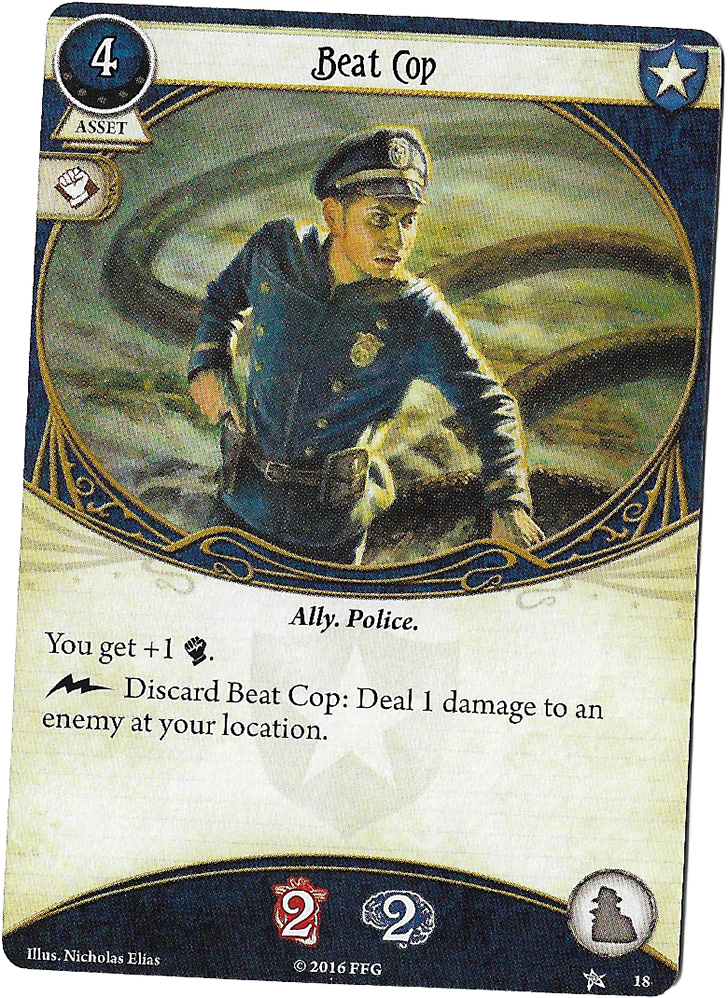 4
Beat Cop
ASSET
Ally. Police.
You get +1 .
Discard Beat Cop: Deal 1 damage to an
enemy at your location.
2
2
Illus. Nicholas Elias
© 2016 FFG
18